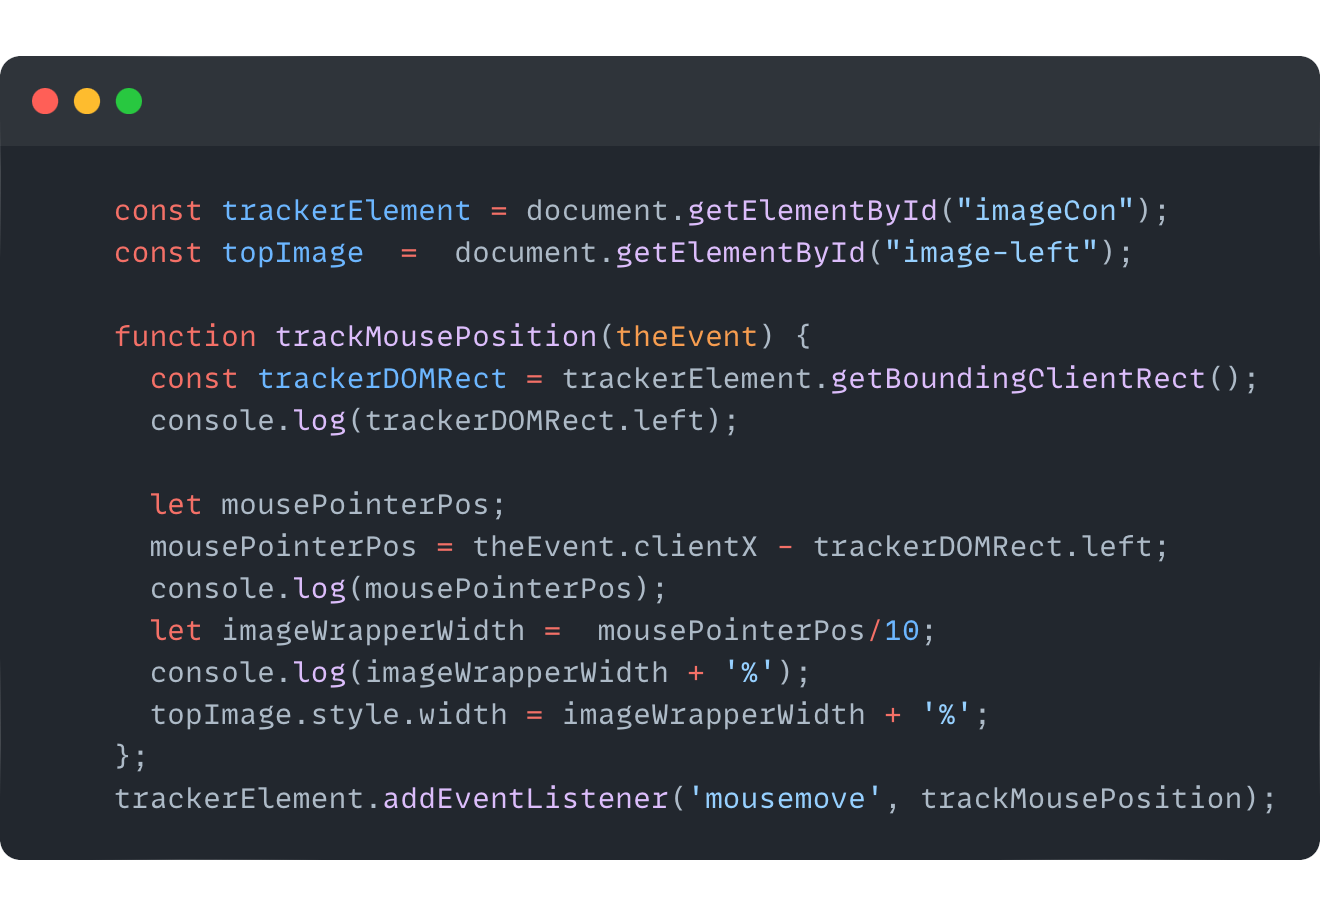 const trackerElement = document.getElementById("imageCon");
const topImage  =  document.getElementById("image-left");

function trackMousePosition(theEvent) {
  const trackerDOMRect = trackerElement.getBoundingClientRect();
  console.log(trackerDOMRect.left);

  let mousePointerPos;
  mousePointerPos = theEvent.clientX - trackerDOMRect.left;
  console.log(mousePointerPos);
  let imageWrapperWidth =  mousePointerPos/10;
  console.log(imageWrapperWidth + '%');
  topImage.style.width = imageWrapperWidth + '%';
};
trackerElement.addEventListener('mousemove', trackMousePosition);